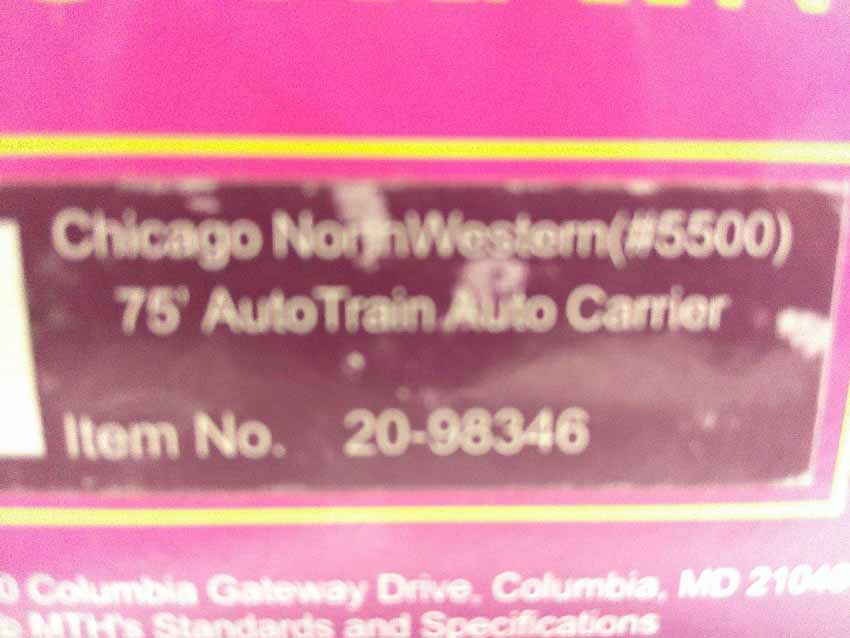 Chicago NorthWestern(#5500)
75' AutoTrain Auto Carrier
Item No. 20-98346
Columbia Gateway Drive, Columbia, MD
MTH's Standards and Specifications